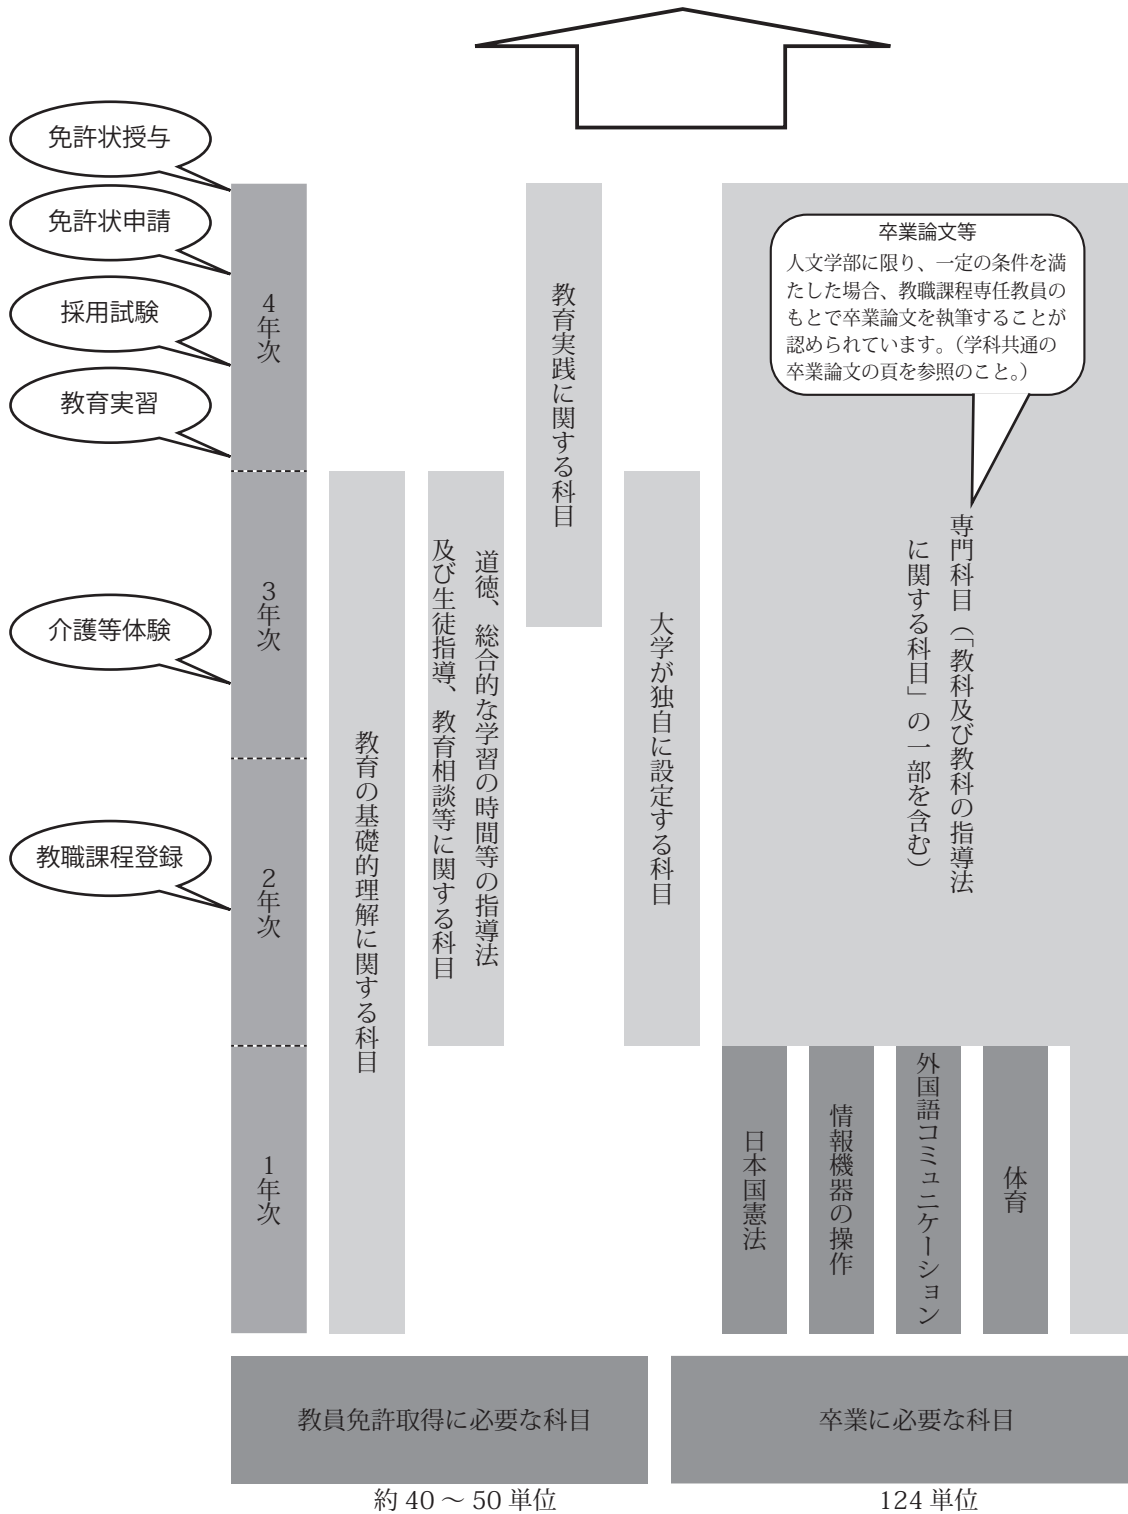 免許状授与
免許状申請
採用試験
教育実習
介護等体験
教職課程登録
4年次
3年次
2年次
1年次
教育の基礎的理解に関する科目
道徳、総合的な学習の時間等の指導法
及び生徒指導、教育相談等に関する科目
教育実践に関する科目
大学が独自に設定する科目
卒業論文等
人文学部に限り、一定の条件を満
たした場合、教職課程専任教員の
もとで卒業論文を執筆することが
認められています。（学科共通の
卒業論文の頁を参照のこと。）
専門科目（「教科及び教科の指導法
に関する科目」の一部を含む）
日本国憲法
情報機器の操作
外国語コミュニケーション
体育
教員免許取得に必要な科目
卒業に必要な科目
約 40 ～ 50 単位
124 単位